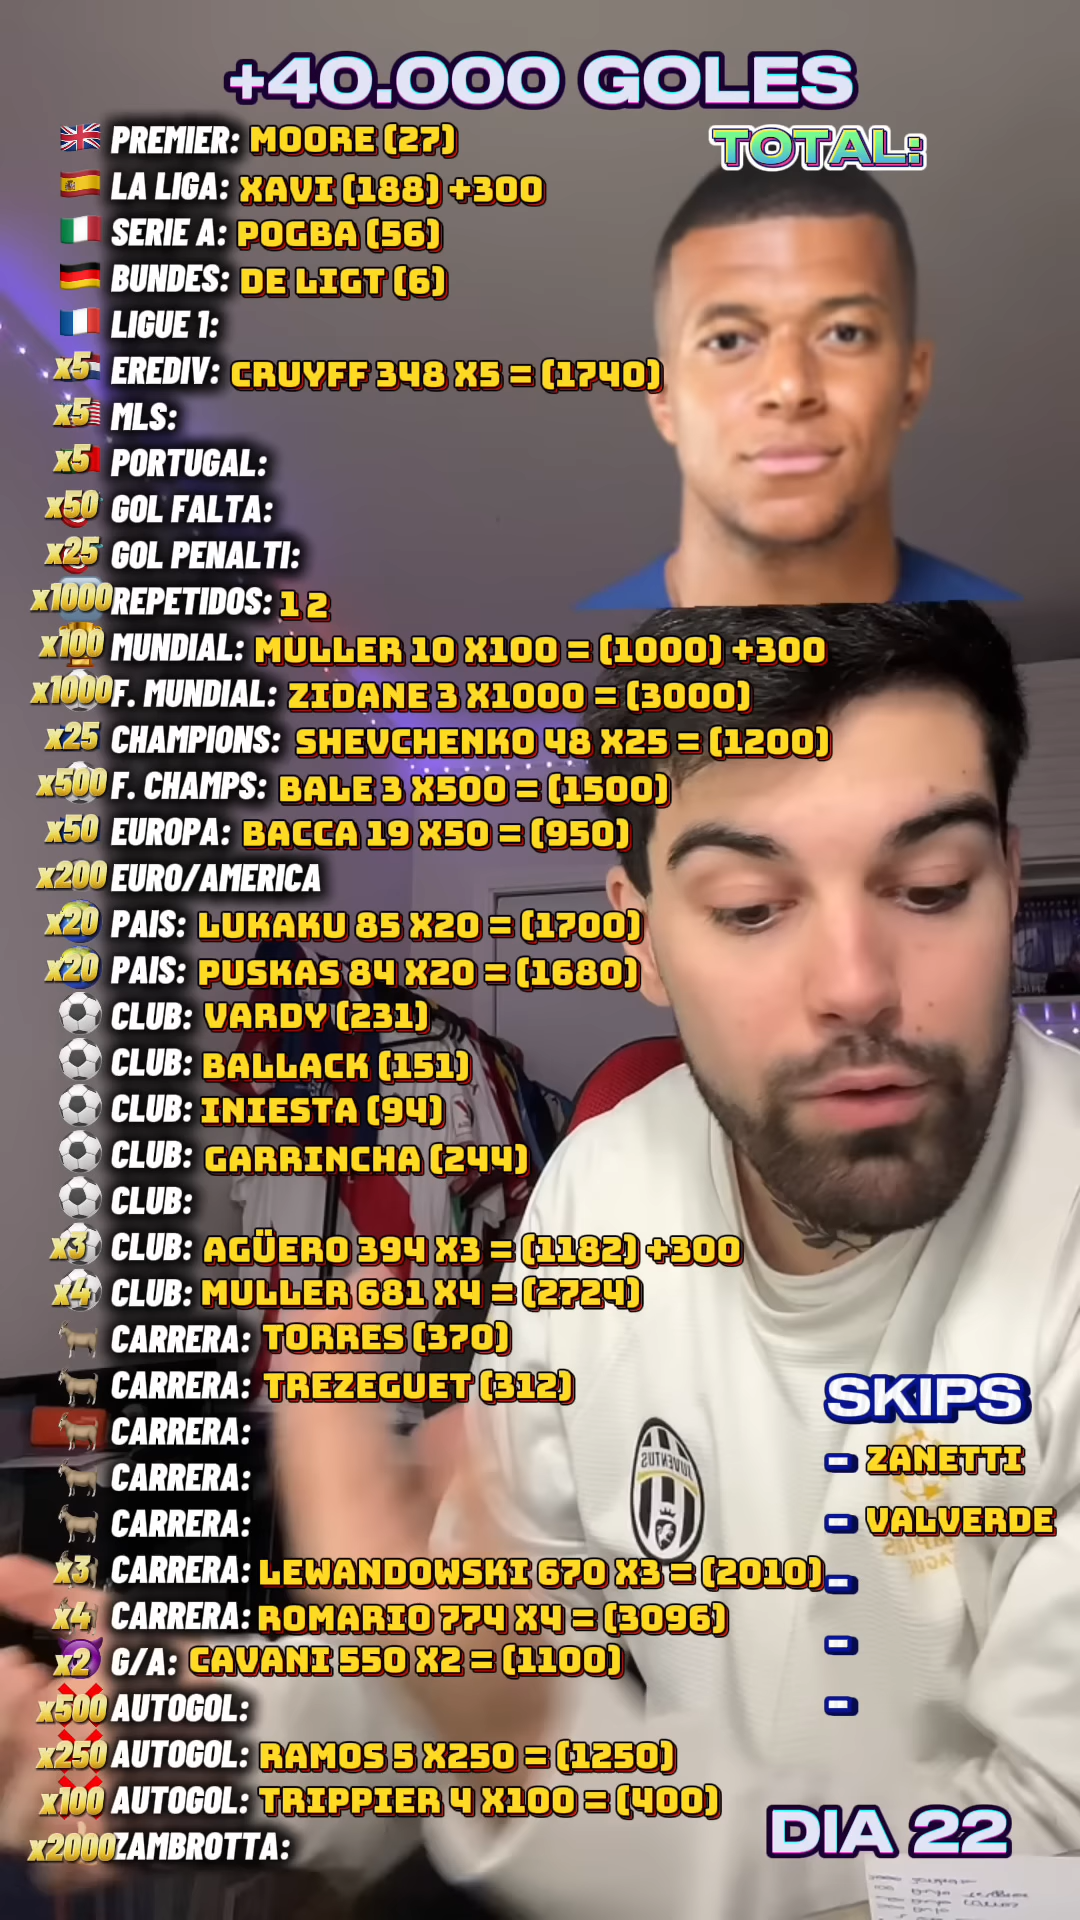 +40.000 GOLES
TOTAL:
PREMIER: MOORE (27)
LA LIGA: XAVI (188) +300
SERIE A: POGBA (56)
BUNDES: DE LIGT (6)
LIGUE 1:
x5 EREDIV: CRUYFF 348 X5 = (1740)
x5 MLS:
x5 PORTUGAL:
x50 GOL FALTA:
x25 GOL PENALTI:
x1000 REPETIDOS: 1 2
x100 MUNDIAL: MULLER 10 X100 = (1000) +300
x1000 F. MUNDIAL: ZIDANE 3 X1000 = (3000)
x25 CHAMPIONS: SHEVCHENKO 48 X25 = (1200)
x500 F. CHAMPS: BALE 3 X500 = (1500)
x50 EUROPA: BACCA 19 X50 = (950)
x200 EURO/AMERICA
x20 PAIS: LUKAKU 85 X20 = (1700)
x20 PAIS: PUSKAS 84 X20 = (1680)
CLUB: VARDY (231)
CLUB: BALLACK (151)
CLUB: INIESTA (94)
CLUB: GARRINCHA (244)
CLUB:
x3 CLUB: AGÜERO 394 X3 = (1182) +300
x4 CLUB: MULLER 681 X4 = (2724)
CARRERA: TORRES (370)
CARRERA: TREZEGUET (312)
CARRERA:
CARRERA:
CARRERA:
x3 CARRERA: LEWANDOWSKI 670 X3 = (2010)
x4 CARRERA: ROMARIO 774 X4 = (3096)
x2 G/A: CAVANI 550 X2 = (1100)
x500 AUTOGOL:
x250 AUTOGOL: RAMOS 5 X250 = (1250)
x100 AUTOGOL: TRIPPIER 4 X100 = (400)
x2000 ZAMBROTTA:
SKIPS
- ZANETTI
- VALVERDE
-
-
-
JUVENTUS
DIA 22